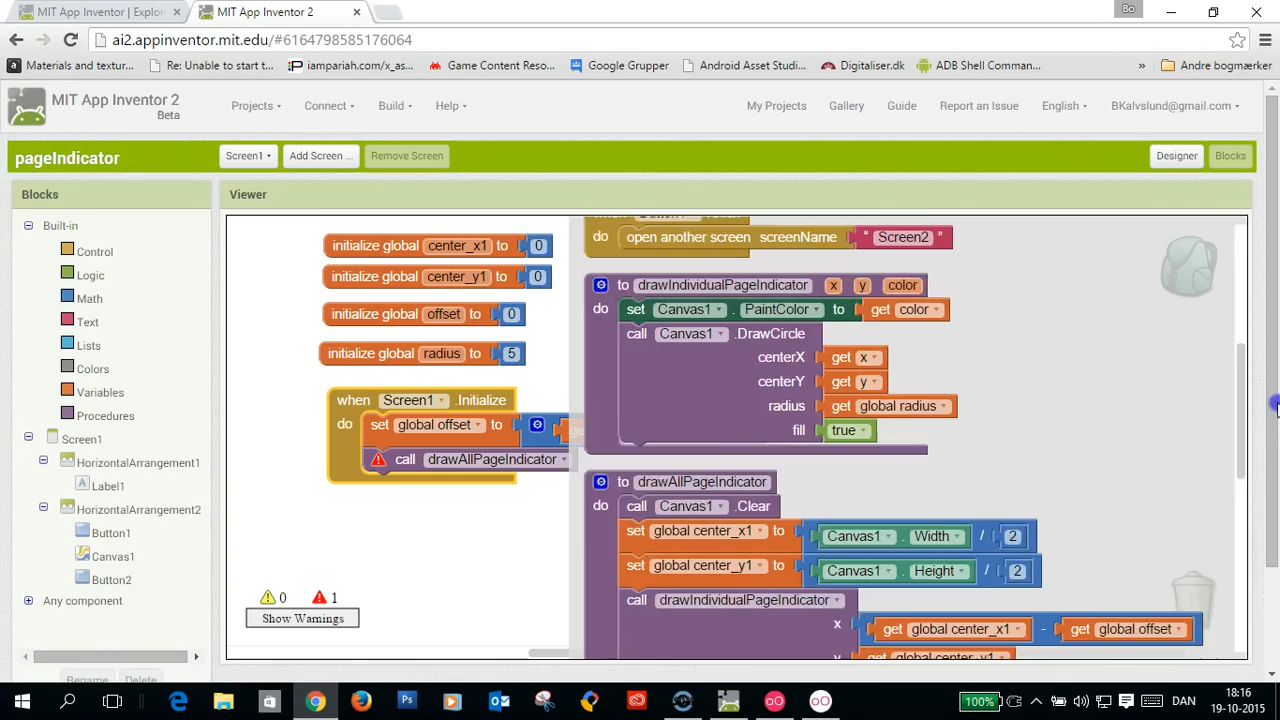 MIT App Inventor | Explor
MIT App Inventor 2
Bo
ai2.appinventor.mit.edu/#6164798585176064
Materials and textur...
Re: Unable to start t...
iampariah.com/x_as...
Game Content Reso...
Google Grupper
Android Asset Studi...
Digitaliser.dk
ADB Shell Comman...
»
Andre bogmærker
MIT App Inventor 2
Beta
Projects
Connect
Build
Help
My Projects
Gallery
Guide
Report an Issue
English
BKalvslund@gmail.com
pageIndicator
Screen1
Add Screen ...
Remove Screen
Designer
Blocks
Blocks
Viewer
Built-in
Control
Logic
Math
Text
Lists
Colors
Variables
Procedures
Screen1
HorizontalArrangement1
Label1
HorizontalArrangement2
Button1
Canvas1
Button2
Any component
Rename
Delete
initialize global center_x1 to 0
initialize global center_y1 to 0
initialize global offset to 0
initialize global radius to 5
when Screen1 .Initialize
do set global offset to
call drawAllPageIndicator
0 1
Show Warnings
do open another screen screenName " Screen2 "
to drawIndividualPageIndicator x y color
do set Canvas1 . PaintColor to get color
call Canvas1 .DrawCircle
centerX get x
centerY get y
radius get global radius
fill true
to drawAllPageIndicator
do call Canvas1 .Clear
set global center_x1 to Canvas1 . Width / 2
set global center_y1 to Canvas1 . Height / 2
call drawIndividualPageIndicator
x get global center_x1 - get global offset
y get global center_y1
100%
DAN
18:16
19-10-2015